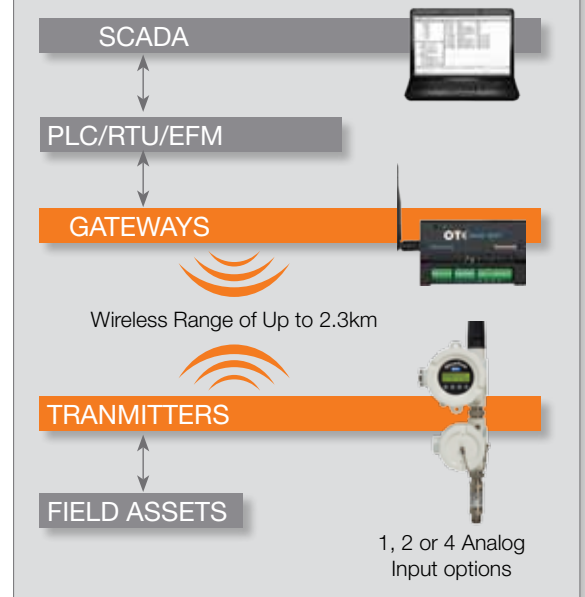 SCADA
PLC/RTU/EFM
GATEWAYS
Wireless Range of Up to 2.3km
TRANMITTERS
FIELD ASSETS
1, 2 or 4 Analog
Input options